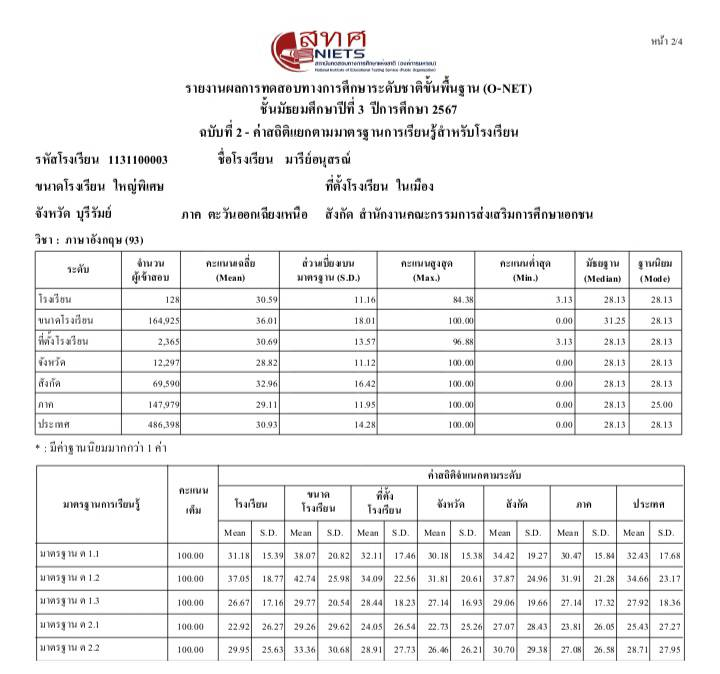 สทศ
NIETS
สถาบันทดสอบทางการศึกษาแห่งชาติ (องค์การมหาชน)
National Institute of Educational Testing Service (Public Organization)
หน้า 2/4
รายงานผลการทดสอบทางการศึกษาระดับชาติขั้นพื้นฐาน (O-NET)
ชั้นมัธยมศึกษาปีที่ 3 ปีการศึกษา 2567
ฉบับที่ 2 - ค่าสถิติแยกตามมาตรฐานการเรียนรู้สำหรับโรงเรียน
รหัสโรงเรียน 1131100003 ชื่อโรงเรียน มารีย์อนุสรณ์
ขนาดโรงเรียน ใหญ่พิเศษ ที่ตั้งโรงเรียน ในเมือง
จังหวัด บุรีรัมย์ ภาค ตะวันออกเฉียงเหนือ สังกัด สำนักงานคณะกรรมการส่งเสริมการศึกษาเอกชน
วิชา : ภาษาอังกฤษ (93)
ระดับ จำนวนผู้เข้าสอบ คะแนนเฉลี่ย (Mean) ส่วนเบี่ยงเบนมาตรฐาน (S.D.) คะแนนสูงสุด (Max.) คะแนนต่ำสุด (Min.) มัธยฐาน (Median) ฐานนิยม (Mode)
โรงเรียน 128 30.59 11.16 84.38 3.13 28.13 28.13
ขนาดโรงเรียน 164,925 36.01 18.01 100.00 0.00 31.25 28.13
ที่ตั้งโรงเรียน 2,365 30.69 13.57 96.88 3.13 28.13 28.13
จังหวัด 12,297 28.82 11.12 100.00 0.00 28.13 28.13
สังกัด 69,590 32.96 16.42 100.00 0.00 28.13 28.13
ภาค 147,979 29.11 11.95 100.00 0.00 28.13 25.00
ประเทศ 486,398 30.93 14.28 100.00 0.00 28.13 28.13
* : มีค่าฐานนิยมมากกว่า 1 ค่า
มาตรฐานการเรียนรู้ คะแนนเต็ม ค่าสถิติจำแนกตามระดับ
โรงเรียน ขนาดโรงเรียน ที่ตั้งโรงเรียน จังหวัด สังกัด ภาค ประเทศ
Mean S.D. Mean S.D. Mean S.D. Mean S.D. Mean S.D. Mean S.D. Mean S.D.
มาตรฐาน ต 1.1 100.00 31.18 15.39 38.07 20.82 32.11 17.46 30.18 15.38 34.42 19.27 30.47 15.84 32.43 17.68
มาตรฐาน ต 1.2 100.00 37.05 18.77 42.74 25.98 34.09 22.56 31.81 20.61 37.87 24.96 31.91 21.28 34.66 23.17
มาตรฐาน ต 1.3 100.00 26.67 17.16 29.77 20.54 28.44 18.23 27.14 16.93 29.06 19.66 27.14 17.32 27.92 18.36
มาตรฐาน ต 2.1 100.00 22.92 26.27 29.26 29.62 24.05 26.54 22.73 25.26 27.07 28.43 23.81 26.05 25.43 27.27
มาตรฐาน ต 2.2 100.00 29.95 25.63 33.36 30.68 28.91 27.73 26.46 26.21 30.70 29.38 27.08 26.58 28.71 27.95